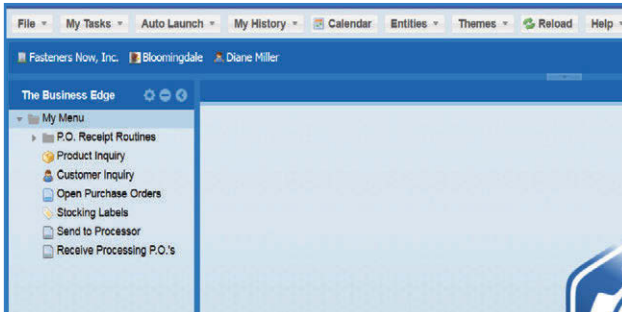 File My Tasks Auto Launch My History Calendar Entities Themes Reload Help
Fasteners Now, Inc. Bloomingdale Diane Miller
The Business Edge
My Menu
P.O. Receipt Routines
Product Inquiry
Customer Inquiry
Open Purchase Orders
Stocking Labels
Send to Processor
Receive Processing P.O.'s